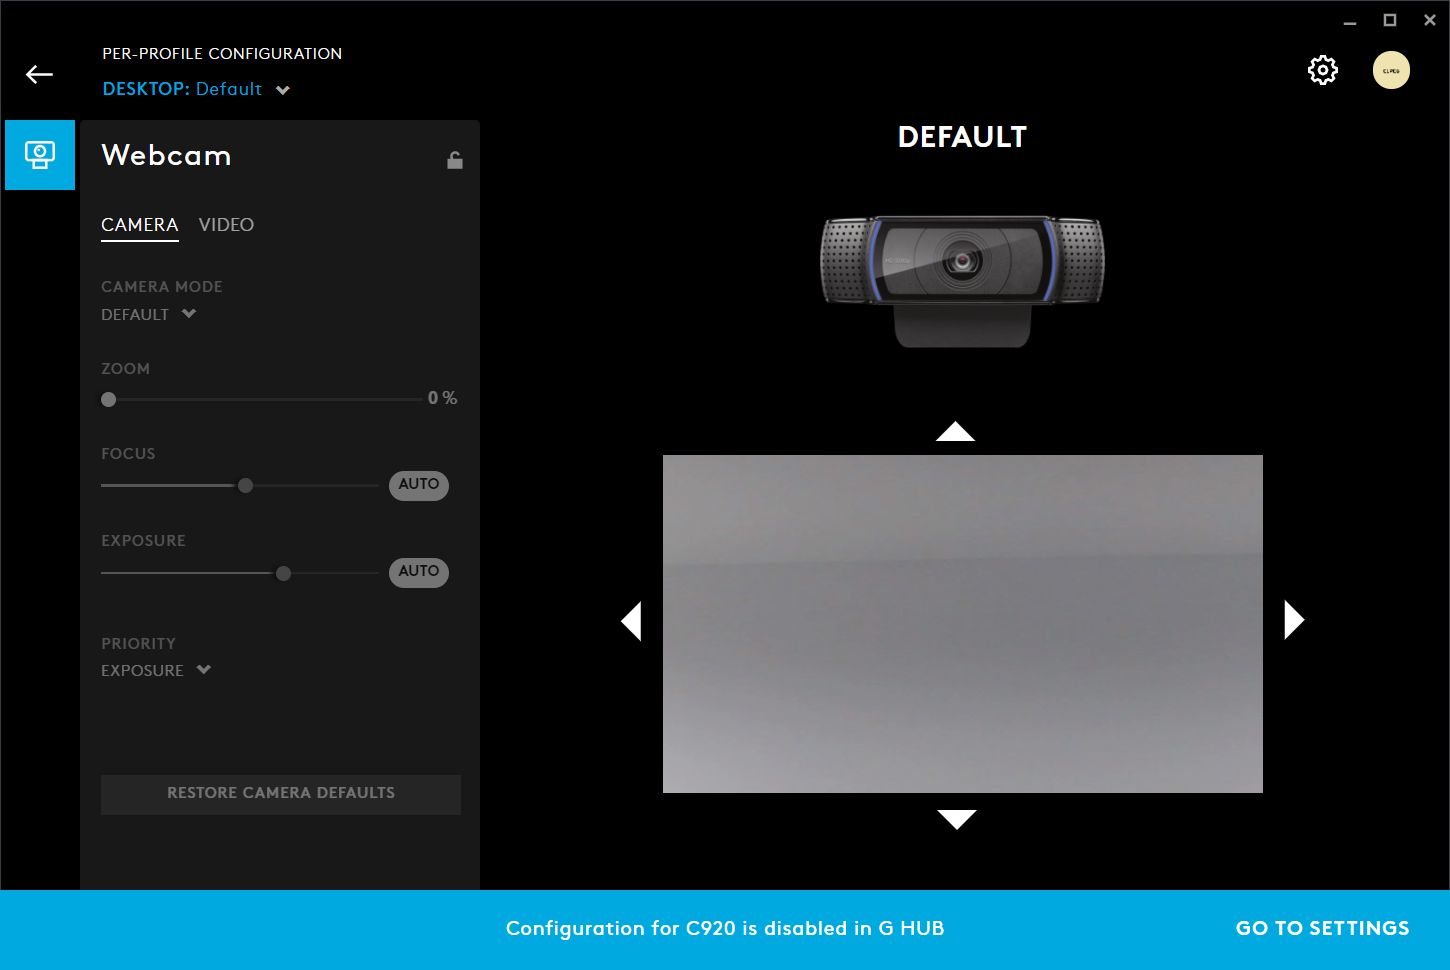 PER-PROFILE CONFIGURATION
DESKTOP: Default
Webcam
CAMERA VIDEO
CAMERA MODE
DEFAULT
ZOOM
0 %
FOCUS
AUTO
EXPOSURE
AUTO
PRIORITY
EXPOSURE
RESTORE CAMERA DEFAULTS
DEFAULT
Configuration for C920 is disabled in G HUB
GO TO SETTINGS